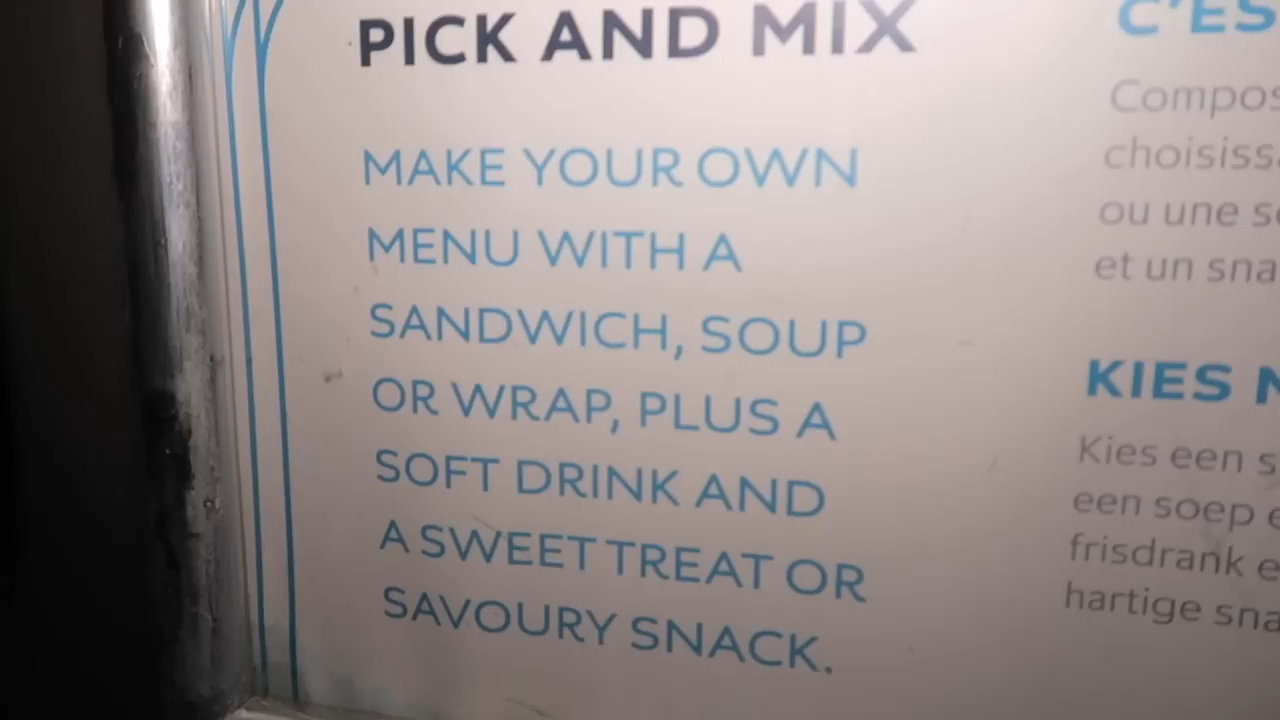 PICK AND MIX
MAKE YOUR OWN
MENU WITH A
SANDWICH, SOUP
OR WRAP, PLUS A
SOFT DRINK AND
A SWEET TREAT OR
SAVOURY SNACK.
C'ES
Compos
choisiss
ou une s
et un sna
KIES N
Kies een s
een soep e
frisdrank e
hartige sna